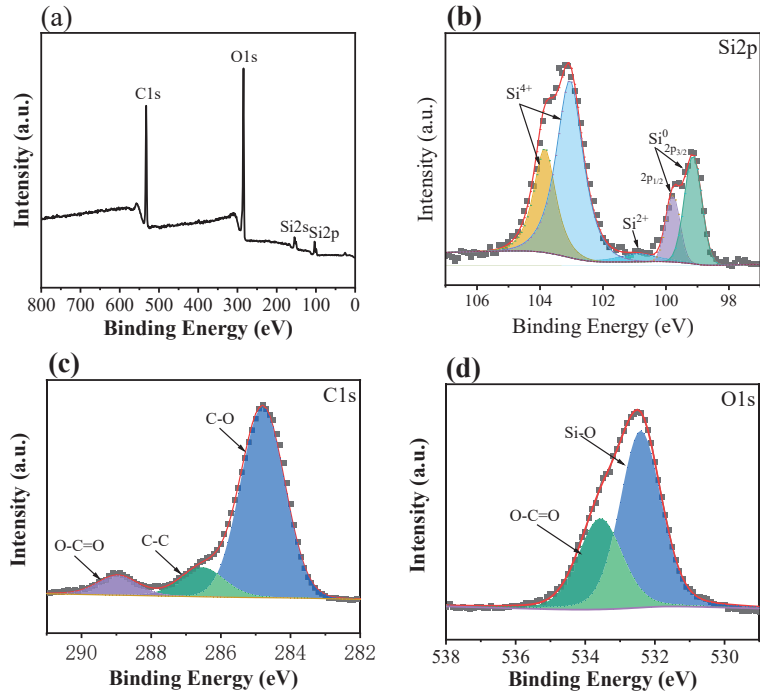 (a)
C1s
O1s
Si2s
Si2p
Intensity (a.u.)
800 700 600 500 400 300 200 100 0
Binding Energy (eV)
(b)
Si2p
Si⁴⁺
Si⁰
2p3/2
2p1/2
Si²⁺
Intensity (a.u.)
106 104 102 100 98
Binding Energy (eV)
(c)
C1s
C-O
O-C=O
C-C
Intensity (a.u.)
290 288 286 284 282
Binding Energy (eV)
(d)
O1s
Si-O
O-C=O
Intensity (a.u.)
538 536 534 532 530
Binding Energy (eV)